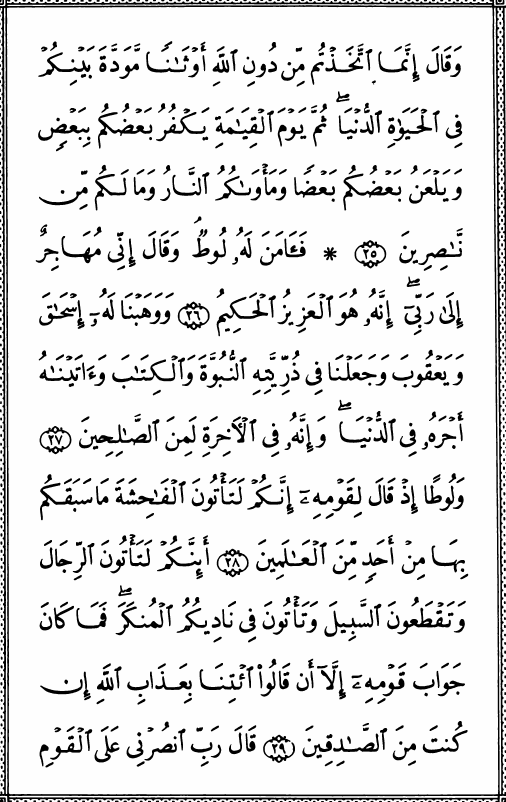 وَقَالَ إِنَّمَا ٱتَّخَذۡتُم مِّن دُونِ ٱللَّهِ أَوۡثَٰنٗا مَّوَدَّةَ بَيۡنِكُمۡ
فِي ٱلۡحَيَوٰةِ ٱلدُّنۡيَاۖ ثُمَّ يَوۡمَ ٱلۡقِيَٰمَةِ يَكۡفُرُ بَعۡضُكُم بِبَعۡضٖ
وَيَلۡعَنُ بَعۡضُكُم بَعۡضٗا وَمَأۡوَىٰكُمُ ٱلنَّارُ وَمَا لَكُم مِّن
نَّٰصِرِينَ ٢٥ * فَـَٔامَنَ لَهُۥ لُوطٞۘ وَقَالَ إِنِّي مُهَاجِرٌ
إِلَىٰ رَبِّيٓۖ إِنَّهُۥ هُوَ ٱلۡعَزِيزُ ٱلۡحَكِيمُ ٢٦ وَوَهَبۡنَا لَهُۥٓ إِسۡحَٰقَ
وَيَعۡقُوبَ وَجَعَلۡنَا فِي ذُرِّيَّتِهِ ٱلنُّبُوَّةَ وَٱلۡكِتَٰبَ وَءَاتَيۡنَٰهُ
أَجۡرَهُۥ فِي ٱلدُّنۡيَاۖ وَإِنَّهُۥ فِي ٱلۡأٓخِرَةِ لَمِنَ ٱلصَّٰلِحِينَ ٢٧
وَلُوطًا إِذۡ قَالَ لِقَوۡمِهِۦٓ إِنَّكُمۡ لَتَأۡتُونَ ٱلۡفَٰحِشَةَ مَا سَبَقَكُم
بِهَا مِنۡ أَحَدٖ مِّنَ ٱلۡعَٰلَمِينَ ٢٨ أَئِنَّكُمۡ لَتَأۡتُونَ ٱلرِّجَالَ
وَتَقۡطَعُونَ ٱلسَّبِيلَ وَتَأۡتُونَ فِي نَادِيكُمُ ٱلۡمُنكَرَۖ فَمَا كَانَ
جَوَابَ قَوۡمِهِۦٓ إِلَّآ أَن قَالُواْ ٱئۡتِنَا بِعَذَابِ ٱللَّهِ إِن
كُنتَ مِنَ ٱلصَّٰدِقِينَ ٢٩ قَالَ رَبِّ ٱنصُرۡنِي عَلَى ٱلۡقَوۡمِ